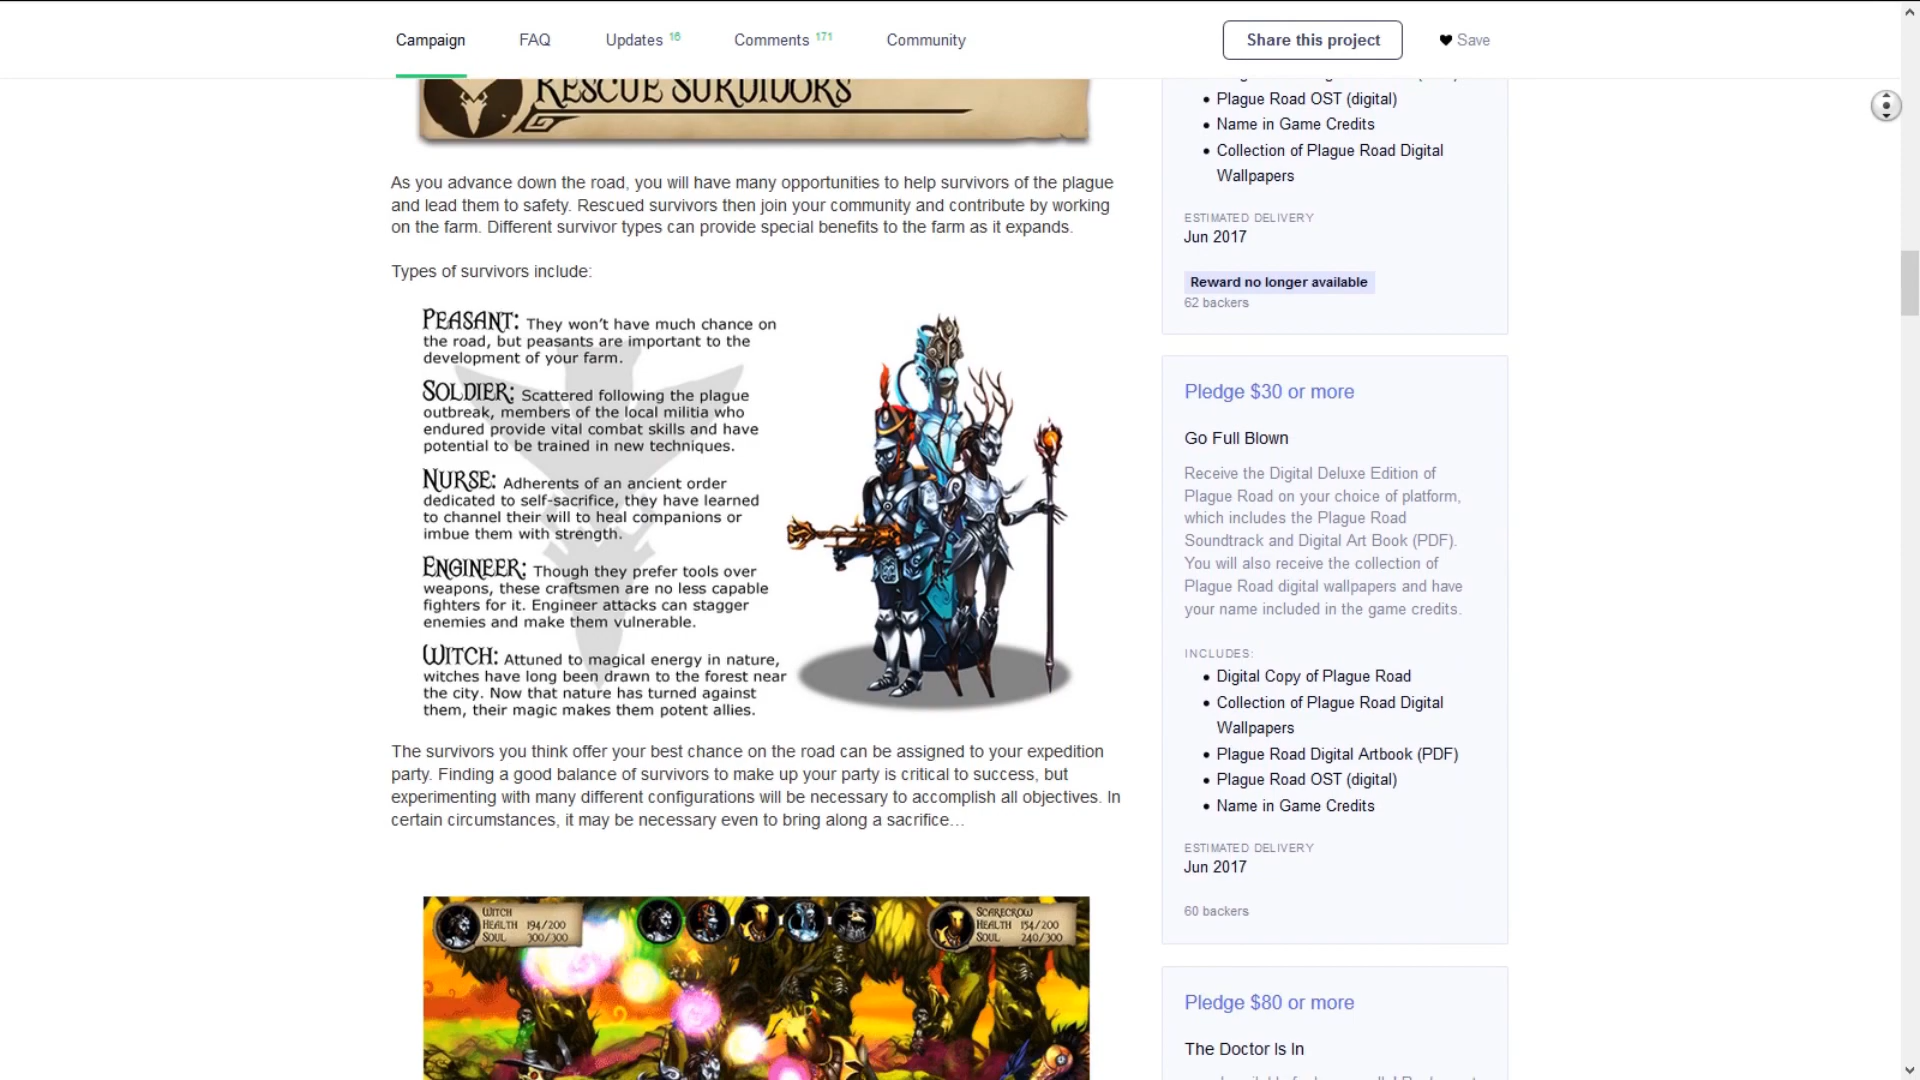 Campaign FAQ Updates 16 Comments 171 Community Share this project Save
RESCUE SURVIVORS
As you advance down the road, you will have many opportunities to help survivors of the plague
and lead them to safety. Rescued survivors then join your community and contribute by working
on the farm. Different survivor types can provide special benefits to the farm as it expands.
Types of survivors include:
PEASANT: They won't have much chance on
the road, but peasants are important to the
development of your farm.
SOLDIER: Scattered following the plague
outbreak, members of the local militia who
endured provide vital combat skills and have
potential to be trained in new techniques.
NURSE: Adherents of an ancient order
dedicated to self-sacrifice, they have learned
to channel their will to heal companions or
imbue them with strength.
ENGINEER: Though they prefer tools over
weapons, these craftsmen are no less capable
fighters for it. Engineer attacks can stagger
enemies and make them vulnerable.
WITCH: Attuned to magical energy in nature,
witches have long been drawn to the forest near
the city. Now that nature has turned against
them, their magic makes them potent allies.
The survivors you think offer your best chance on the road can be assigned to your expedition
party. Finding a good balance of survivors to make up your party is critical to success, but
experimenting with many different configurations will be necessary to accomplish all objectives. In
certain circumstances, it may be necessary even to bring along a sacrifice…
WITCH
HEALTH 194/200
SOUL 300/300
SCARECROW
HEALTH 154/200
SOUL 240/300
Plague Road OST (digital)
Name in Game Credits
Collection of Plague Road Digital
Wallpapers
ESTIMATED DELIVERY
Jun 2017
Reward no longer available
62 backers
Pledge $30 or more
Go Full Blown
Receive the Digital Deluxe Edition of
Plague Road on your choice of platform,
which includes the Plague Road
Soundtrack and Digital Art Book (PDF).
You will also receive the collection of
Plague Road digital wallpapers and have
your name included in the game credits.
INCLUDES:
Digital Copy of Plague Road
Collection of Plague Road Digital
Wallpapers
Plague Road Digital Artbook (PDF)
Plague Road OST (digital)
Name in Game Credits
ESTIMATED DELIVERY
Jun 2017
60 backers
Pledge $80 or more
The Doctor Is In